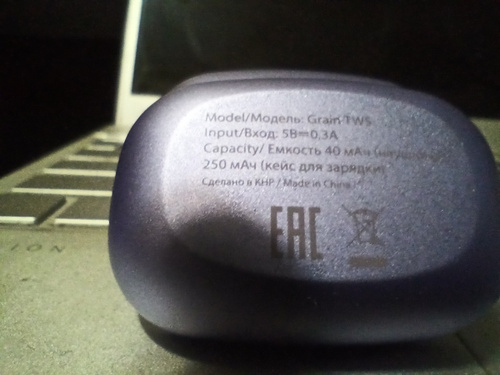 Model/Модель: Grain TWS
Input/Вход: 5В⎓0.3А
Capacity/ Емкость 40 мАч
250 мАч (кейс для зарядки)
Сделано в КНР / Made in China
EAC